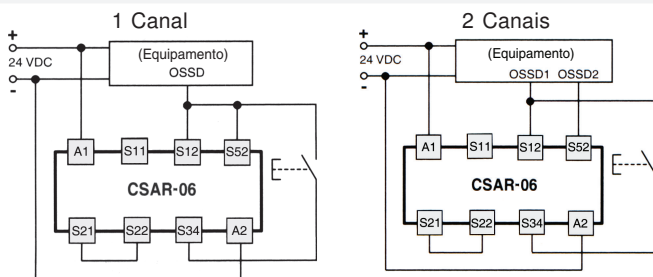 1 Canal
+
24 VDC
-
(Equipamento)
OSSD
A1 S11 S12 S52
CSAR-06
S21 S22 S34 A2
2 Canais
+
24 VDC
-
(Equipamento)
OSSD1 OSSD2
A1 S11 S12 S52
CSAR-06
S21 S22 S34 A2